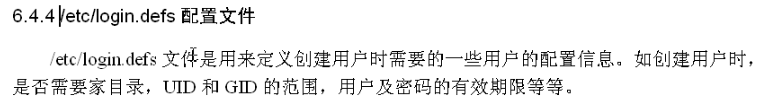 6.4.4/etc/login.defs 配置文件
/etc/login.defs 文件是用来定义创建用户时需要的一些用户的配置信息。如创建用户时，
是否需要家目录，UID 和 GID 的范围，用户及密码的有效期限等等。